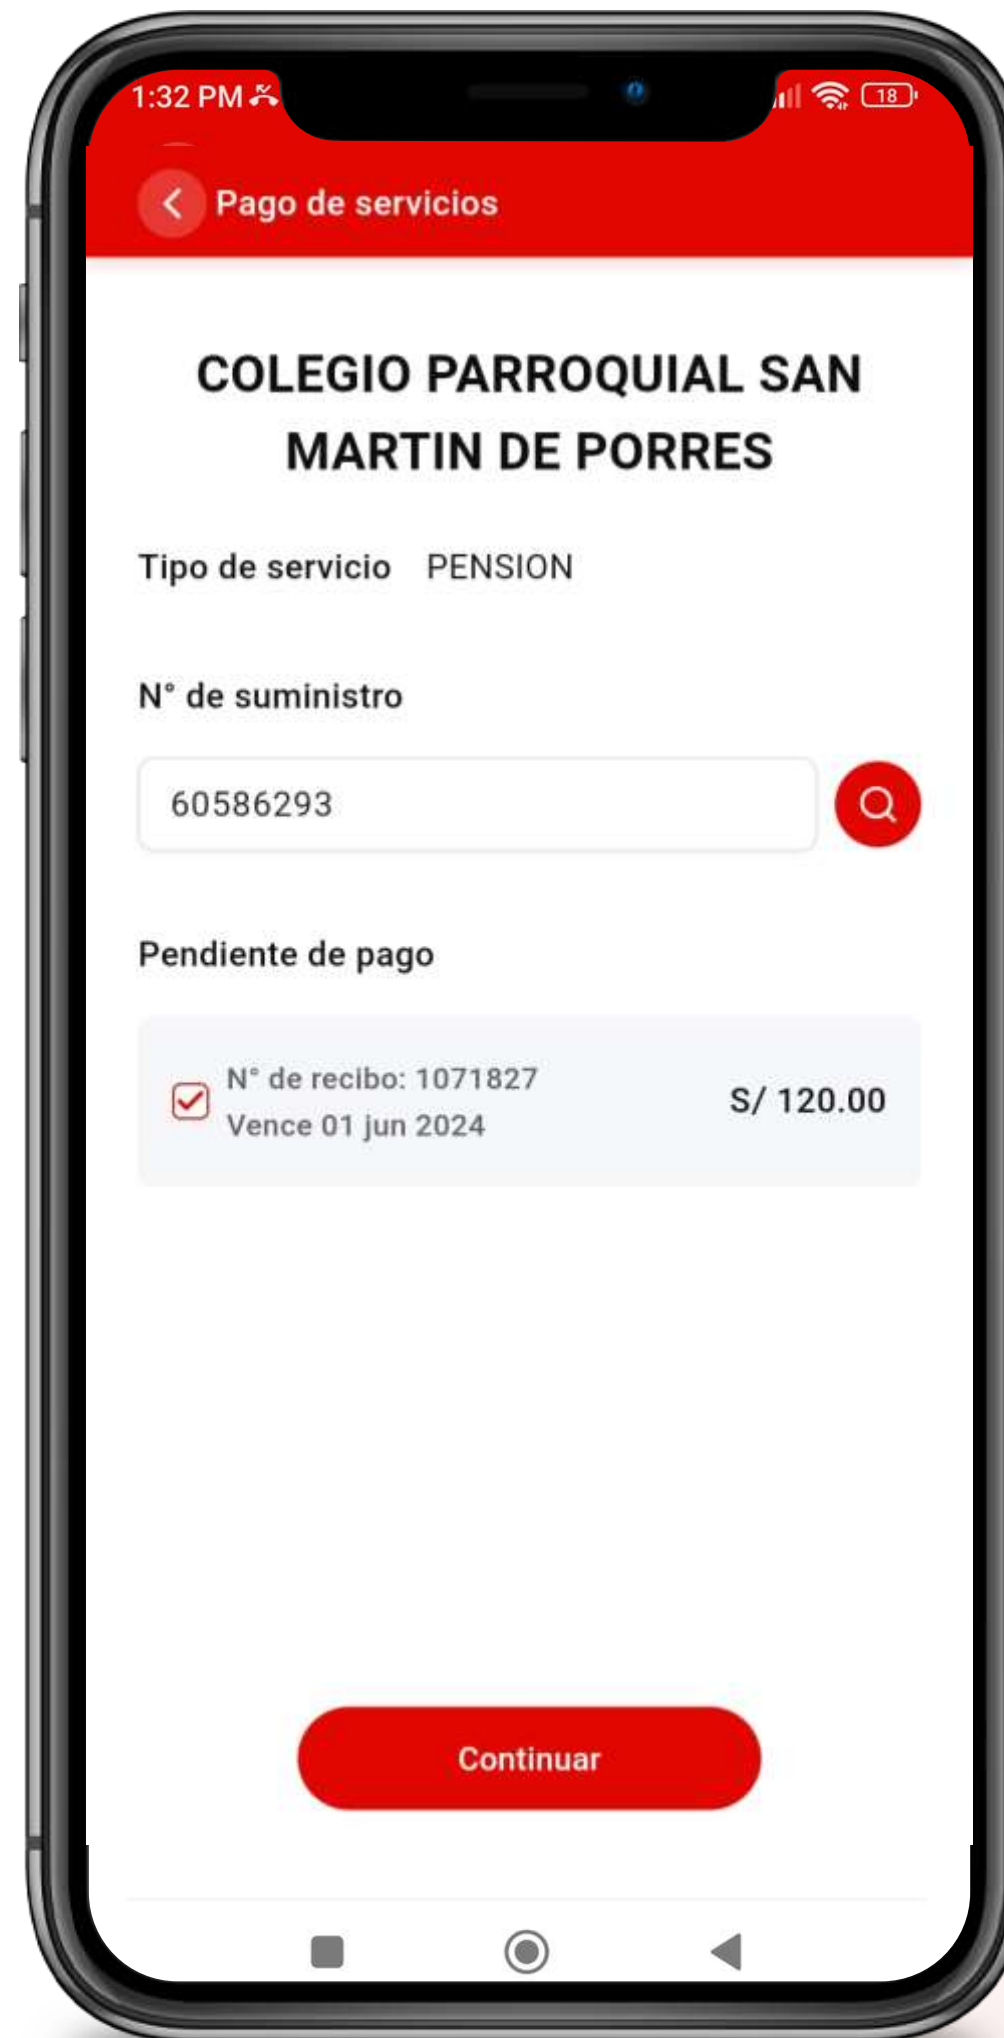 1:32 PM
18
Pago de servicios
COLEGIO PARROQUIAL SAN
MARTIN DE PORRES
Tipo de servicio PENSION
N° de suministro
60586293
Pendiente de pago
N° de recibo: 1071827
Vence 01 jun 2024
S/ 120.00
Continuar